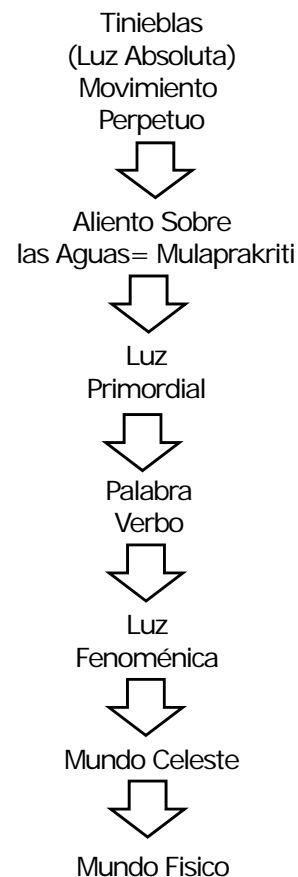 Tinieblas
(Luz Absoluta)
Movimiento
Perpetuo
Aliento Sobre
las Aguas= Mulaprakriti
Luz
Primordial
Palabra
Verbo
Luz
Fenoménica
Mundo Celeste
Mundo Fisico